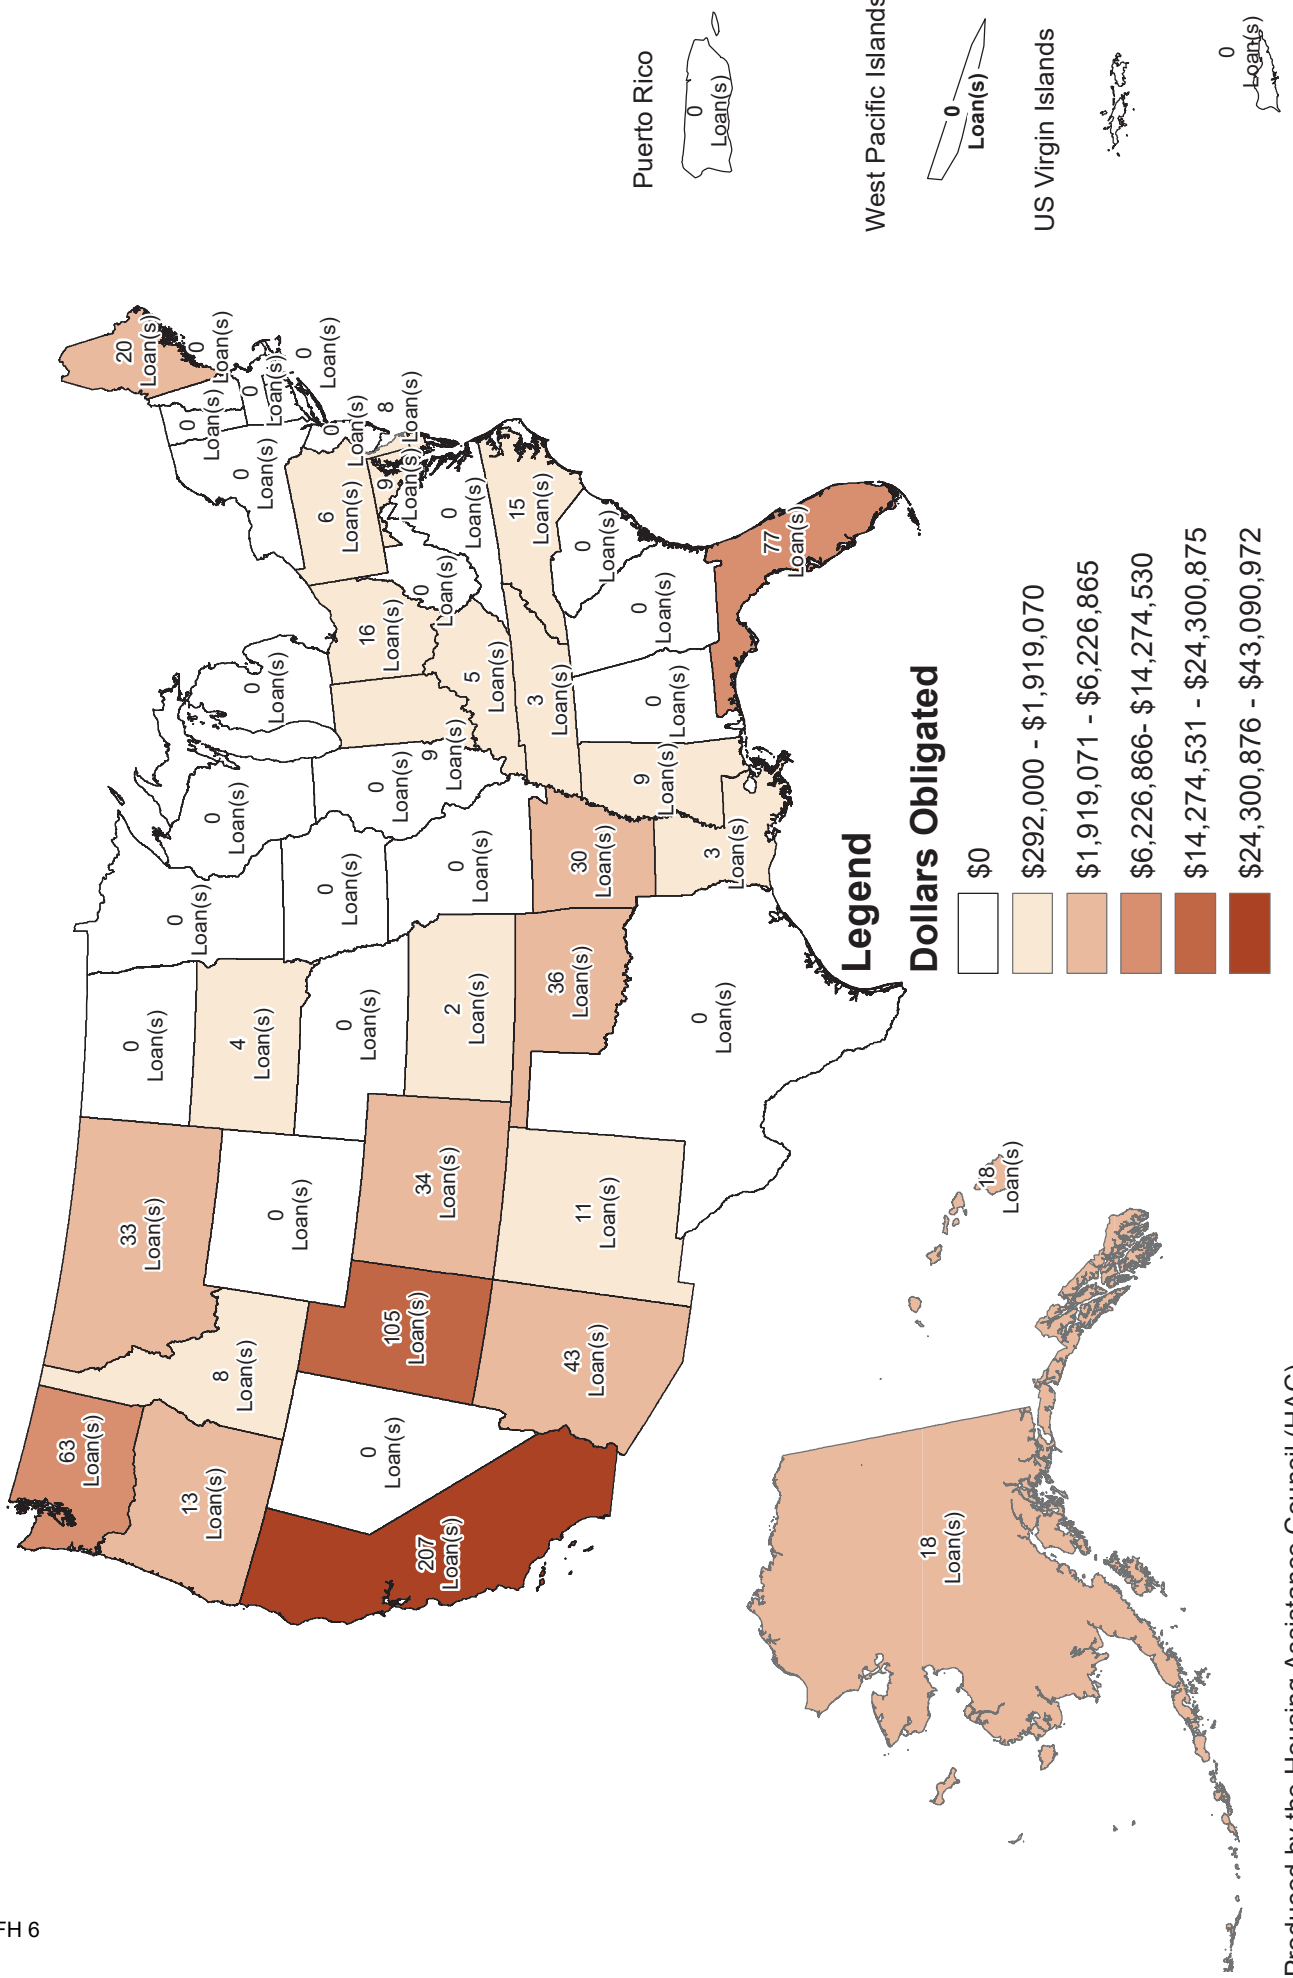 FH 6
63
Loan(s)
13
Loan(s)
207
Loan(s)
0
Loan(s)
8
Loan(s)
33
Loan(s)
0
Loan(s)
105
Loan(s)
43
Loan(s)
34
Loan(s)
11
Loan(s)
0
Loan(s)
4
Loan(s)
0
Loan(s)
2
Loan(s)
36
Loan(s)
0
Loan(s)
0
Loan(s)
0
Loan(s)
0
Loan(s)
30
Loan(s)
3
Loan(s)
0
Loan(s)
0
Loan(s)
9
Loan(s)
9
Loan(s)
0
Loan(s)
16
Loan(s)
5
Loan(s)
3
Loan(s)
0
Loan(s)
0
Loan(s)
77
Loan(s)
0
Loan(s)
15
Loan(s)
0
Loan(s)
0
Loan(s)
6
Loan(s)
9
Loan(s)
8
Loan(s)
0
Loan(s)
0
Loan(s)
0
Loan(s)
0
Loan(s)
0
Loan(s)
0
Loan(s)
20
Loan(s)
18
Loan(s)
18
Loan(s)
Puerto Rico
0
Loan(s)
West Pacific Islands
0
Loan(s)
US Virgin Islands
0
Loan(s)
Legend
Dollars Obligated
$0
$292,000 - $1,919,070
$1,919,071 - $6,226,865
$6,226,866- $14,274,530
$14,274,531 - $24,300,875
$24,300,876 - $43,090,972
Produced by the Housing Assistance Council (HAC)